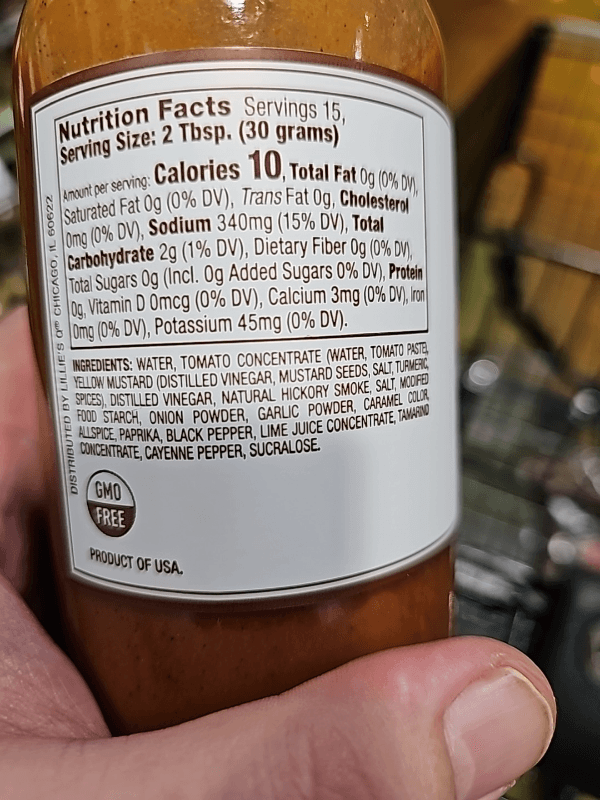 Nutrition Facts Servings 15,
Serving Size: 2 Tbsp. (30 grams)
Amount per serving: Calories 10, Total Fat 0g (0% DV),
Saturated Fat 0g (0% DV), Trans Fat 0g, Cholesterol
0mg (0% DV), Sodium 340mg (15% DV), Total
Carbohydrate 2g (1% DV), Dietary Fiber 0g (0% DV),
Total Sugars 0g (Incl. 0g Added Sugars 0% DV), Protein
0g, Vitamin D 0mcg (0% DV), Calcium 3mg (0% DV), Iron
0mg (0% DV), Potassium 45mg (0% DV).
INGREDIENTS: WATER, TOMATO CONCENTRATE (WATER, TOMATO PASTE),
YELLOW MUSTARD (DISTILLED VINEGAR, MUSTARD SEEDS, SALT, TURMERIC,
SPICES), DISTILLED VINEGAR, NATURAL HICKORY SMOKE, SALT, MODIFIED
FOOD STARCH, ONION POWDER, GARLIC POWDER, CARAMEL COLOR,
ALLSPICE, PAPRIKA, BLACK PEPPER, LIME JUICE CONCENTRATE, TAMARIND
CONCENTRATE, CAYENNE PEPPER, SUCRALOSE.
DISTRIBUTED BY LILLIE'S Q® CHICAGO, IL 60622
GMO
FREE
PRODUCT OF USA.